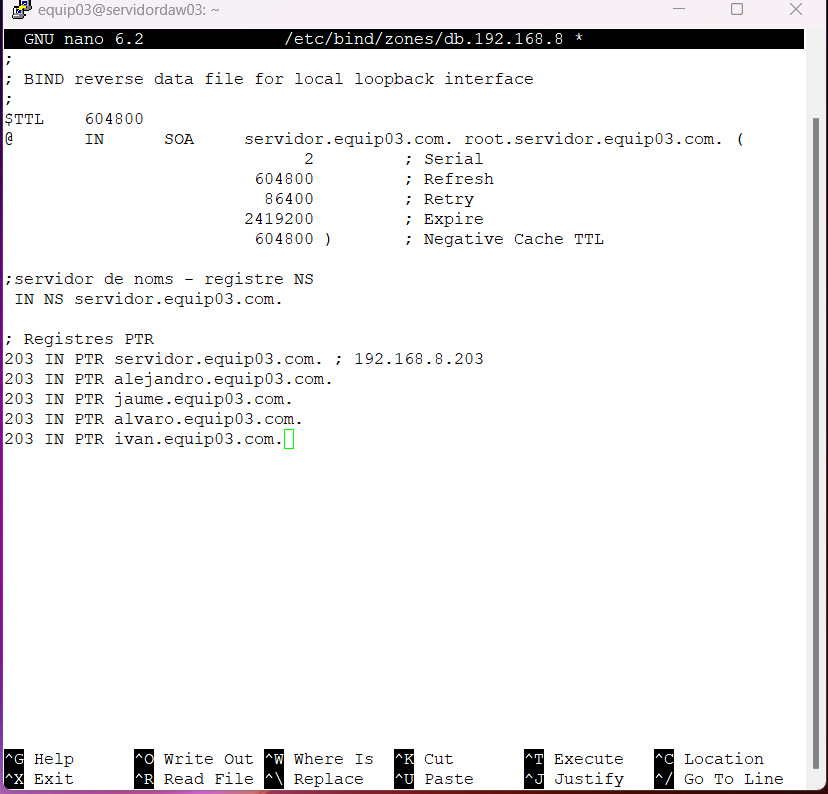 equip03@servidordaw03: ~
GNU nano 6.2 /etc/bind/zones/db.192.168.8 *
;
; BIND reverse data file for local loopback interface
;
$TTL 604800
@ IN SOA servidor.equip03.com. root.servidor.equip03.com. (
2 ; Serial
604800 ; Refresh
86400 ; Retry
2419200 ; Expire
604800 ) ; Negative Cache TTL
;servidor de noms - registre NS
IN NS servidor.equip03.com.
; Registres PTR
203 IN PTR servidor.equip03.com. ; 192.168.8.203
203 IN PTR alejandro.equip03.com.
203 IN PTR jaume.equip03.com.
203 IN PTR alvaro.equip03.com.
203 IN PTR ivan.equip03.com.
^G Help ^O Write Out ^W Where Is ^K Cut ^T Execute ^C Location
^X Exit ^R Read File ^\ Replace ^U Paste ^J Justify ^/ Go To Line